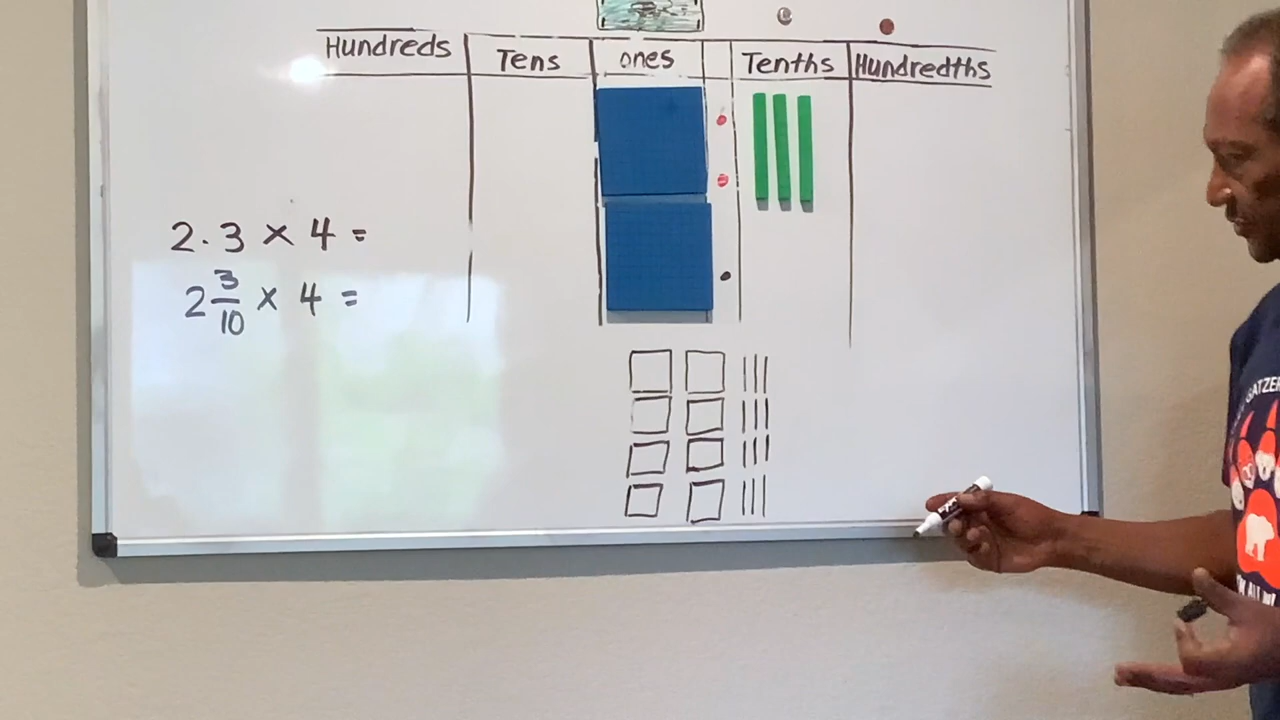 Hundreds Tens ones Tenths Hundredths
2.3 × 4 =
2 3/10 × 4 =